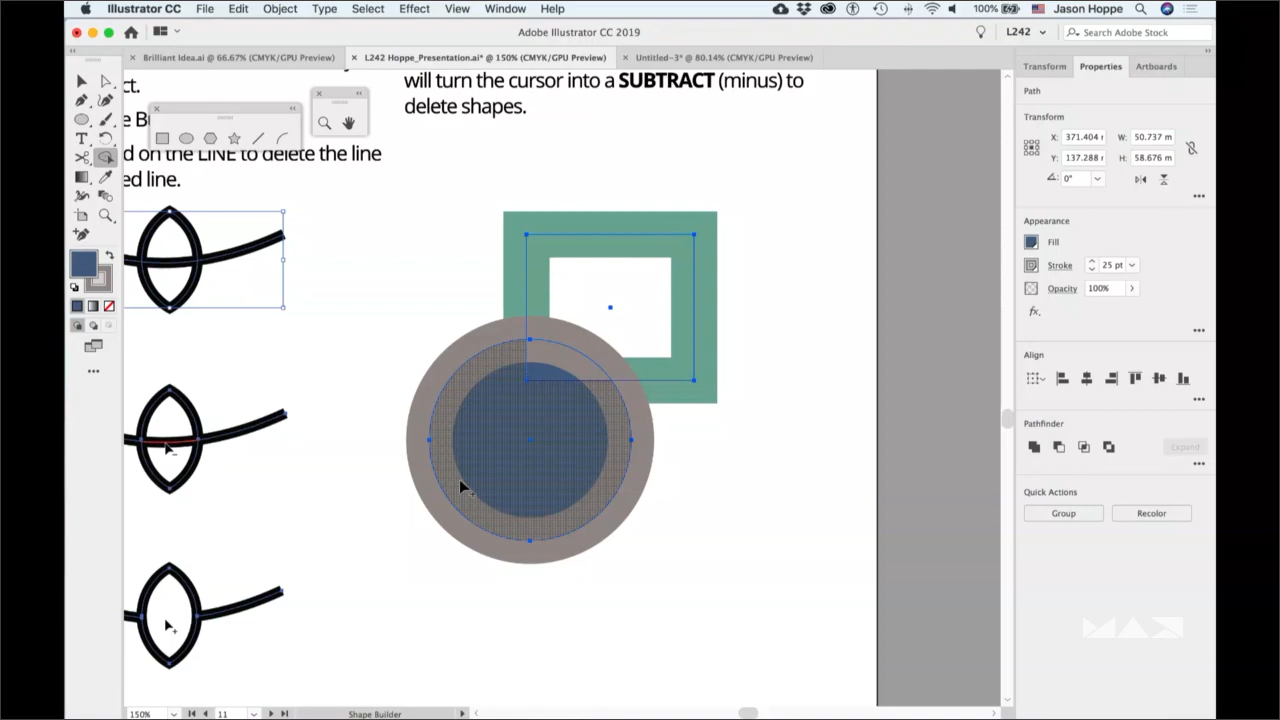 Illustrator CC File Edit Object Type Select Effect View Window Help 100% Jason Hoppe
Adobe Illustrator CC 2019 L242 Search Adobe Stock
Brilliant Idea.ai @ 66.67% (CMYK/GPU Preview) L242 Hoppe_Presentation.ai* @ 150% (CMYK/GPU Preview) Untitled-3* @ 80.14% (CMYK/GPU Preview)
Transform Properties Artboards
will turn the cursor into a SUBTRACT (minus) to
delete shapes.
ct.
e Bu
d on the LINE to delete the line
ed line.
Path
Transform
X: 371.404 r W: 50.737 m
Y: 137.288 r H: 58.676 m
0°
Appearance
Fill
Stroke 25 pt
Opacity 100%
fx.
Align
Pathfinder
Expand
Quick Actions
Group Recolor
MAX
150% 11 Shape Builder